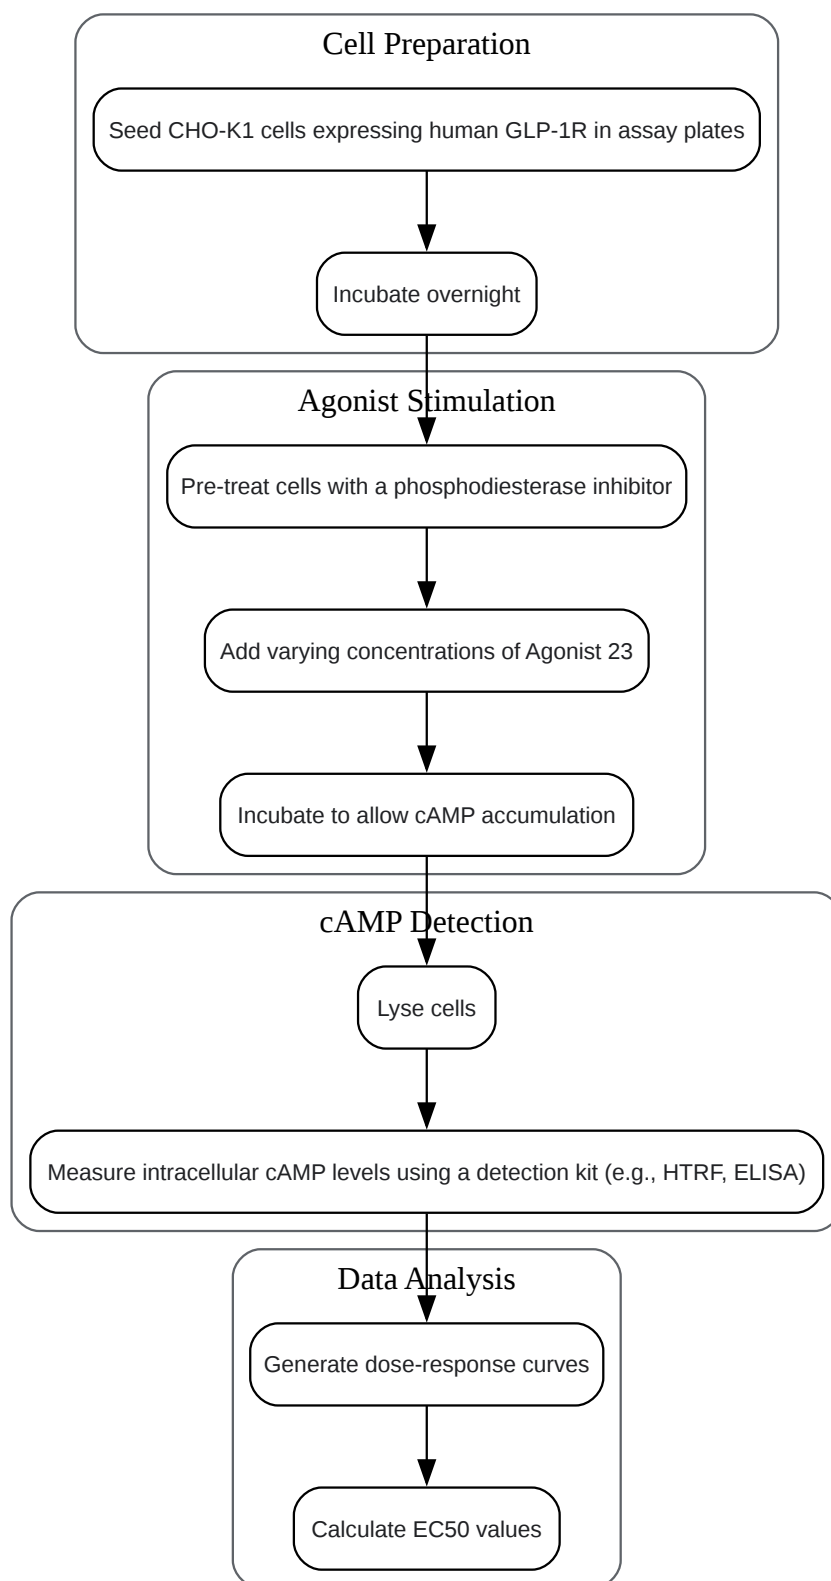 Cell Preparation
Seed CHO-K1 cells expressing human GLP-1R in assay plates
Incubate overnight
Agonist Stimulation
Pre-treat cells with a phosphodiesterase inhibitor
Add varying concentrations of Agonist 23
Incubate to allow cAMP accumulation
cAMP Detection
Lyse cells
Measure intracellular cAMP levels using a detection kit (e.g., HTRF, ELISA)
Data Analysis
Generate dose-response curves
Calculate EC50 values